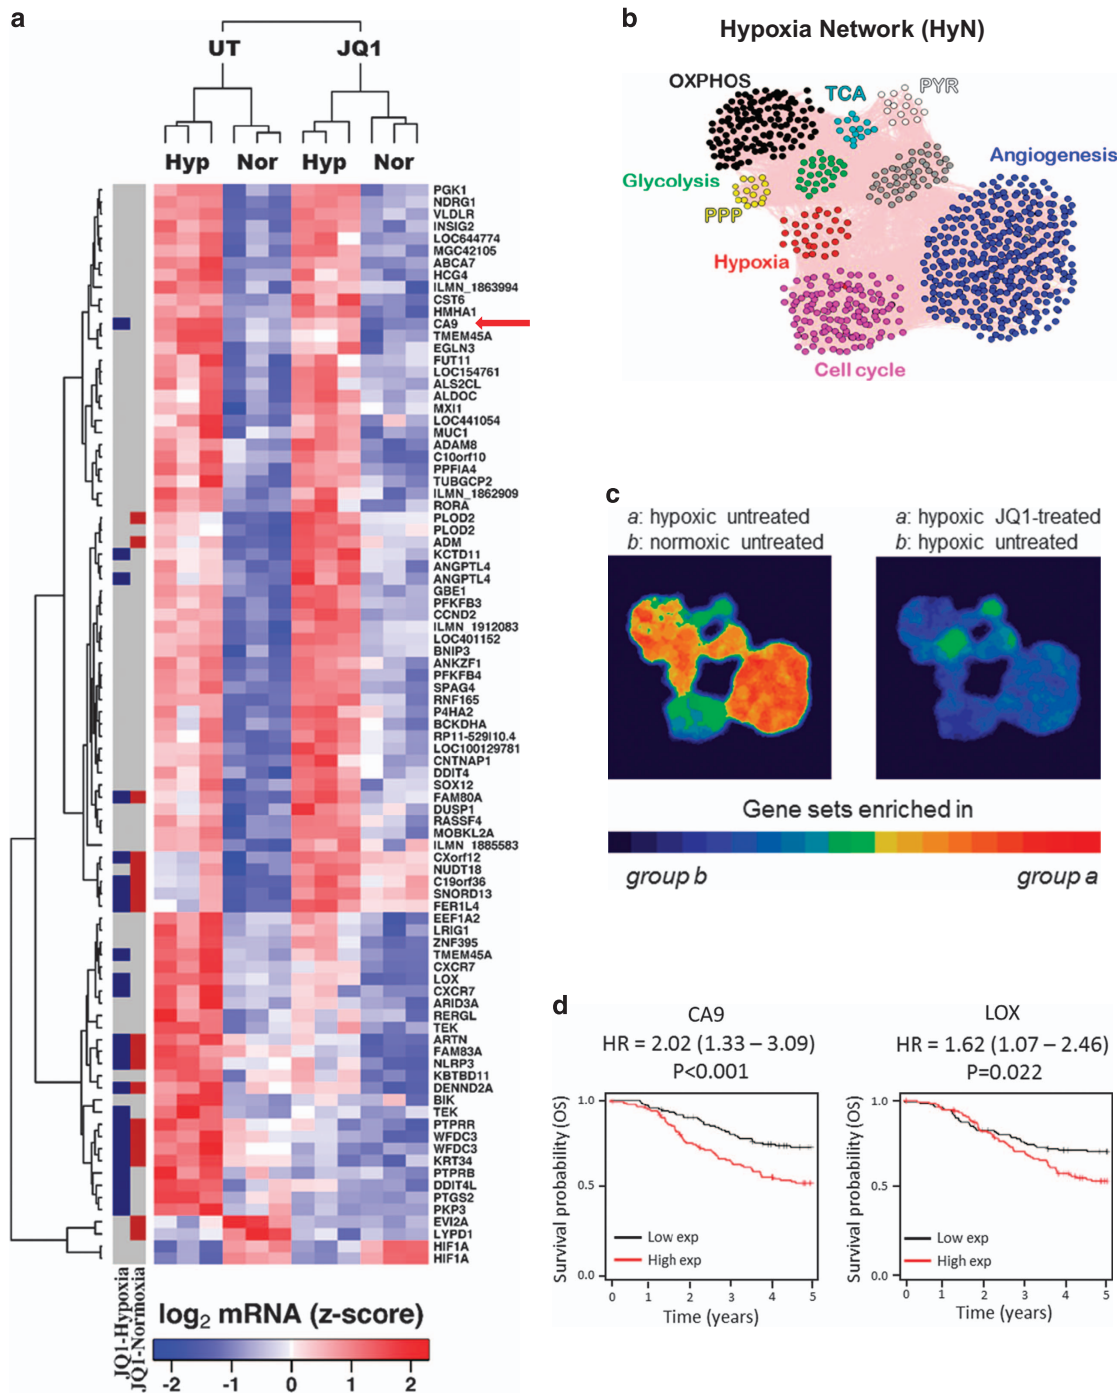 a
UT
JQ1
Hyp
Nor
Hyp
Nor
PGK1
NDRG1
VLDLR
INSIG2
LOC644774
MGC42105
ABCA7
HCG4
ILMN_1863994
CST6
HMHA1
CA9
TMEM45A
EGLN3
FUT11
LOC154761
ALS2CL
ALDOC
MXI1
LOC441054
MUC1
ADAM8
C10orf10
PPFIA4
TUBGCP2
ILMN_1862909
RORA
PLOD2
PLOD2
ADM
KCTD11
ANGPTL4
ANGPTL4
GBE1
PFKFB3
CCND2
ILMN_1912083
LOC401152
BNIP3
ANKZF1
PFKFB4
SPAG4
RNF165
P4HA2
BCKDHA
RP11-529I10.4
LOC100129781
CNTNAP1
DDIT4
SOX12
FAM80A
DUSP1
RASSF4
MOBKL2A
ILMN_1885583
CXorf12
NUDT18
C19orf36
SNORD13
FER1L4
EEF1A2
LRIG1
ZNF395
TMEM45A
CXCR7
LOX
CXCR7
ARID3A
RERGL
TEK
ARTN
FAM83A
NLRP3
KBTBD11
DENND2A
BIK
TEK
PTPRR
WFDC3
WFDC3
KRT34
PTPRB
DDIT4L
PTGS2
PKP3
EVI2A
LYPD1
HIF1A
HIF1A
JQ1-Hypoxia
JQ1-Normoxia
log2 mRNA (z-score)
-2 -1 0 1 2
b
Hypoxia Network (HyN)
OXPHOS
TCA
PYR
Angiogenesis
Glycolysis
PPP
Hypoxia
Cell cycle
c
a: hypoxic untreated
b: normoxic untreated
a: hypoxic JQ1-treated
b: hypoxic untreated
Gene sets enriched in
group b
group a
d
CA9
HR = 2.02 (1.33 – 3.09)
P<0.001
Survival probability (OS)
1.0
0.5
0.0
Low exp
High exp
0 1 2 3 4 5
Time (years)
LOX
HR = 1.62 (1.07 – 2.46)
P=0.022
Survival probability (OS)
1.0
0.5
0.0
Low exp
High exp
0 1 2 3 4 5
Time (years)